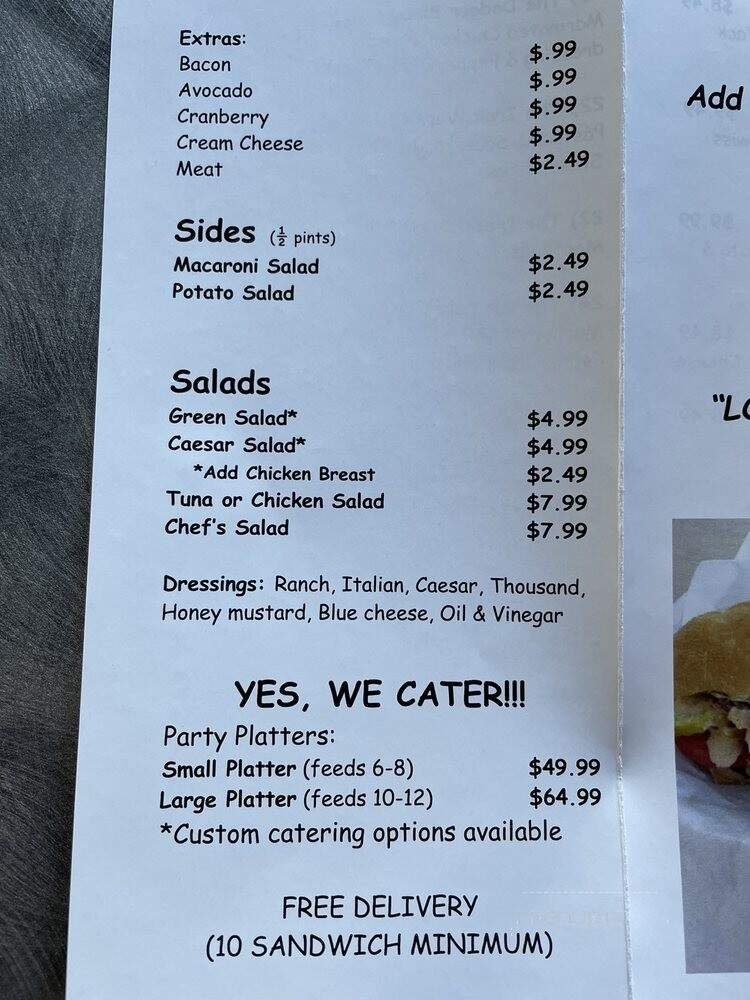 Extras:
Bacon $.99
Avocado $.99
Cranberry $.99
Cream Cheese $.99
Meat $2.49
Sides (½ pints)
Macaroni Salad $2.49
Potato Salad $2.49
Salads
Green Salad* $4.99
Caesar Salad* $4.99
*Add Chicken Breast $2.49
Tuna or Chicken Salad $7.99
Chef's Salad $7.99
Dressings: Ranch, Italian, Caesar, Thousand,
Honey mustard, Blue cheese, Oil & Vinegar
YES, WE CATER!!!
Party Platters:
Small Platter (feeds 6-8) $49.99
Large Platter (feeds 10-12) $64.99
*Custom catering options available
FREE DELIVERY
(10 SANDWICH MINIMUM)
Add
"LO